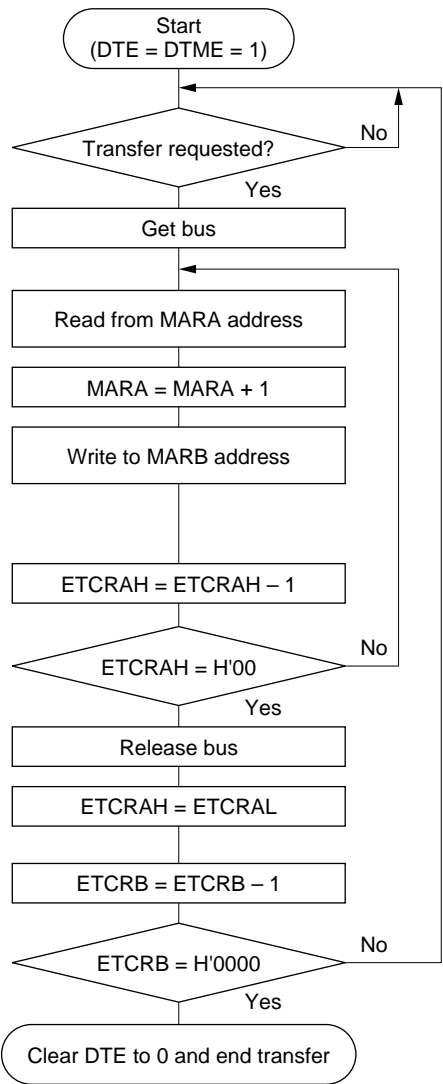 Start
(DTE = DTME = 1)
Transfer requested?
No
Yes
Get bus
Read from MARA address
MARA = MARA + 1
Write to MARB address
ETCRAH = ETCRAH – 1
ETCRAH = H'00
No
Yes
Release bus
ETCRAH = ETCRAL
ETCRB = ETCRB – 1
ETCRB = H'0000
No
Yes
Clear DTE to 0 and end transfer